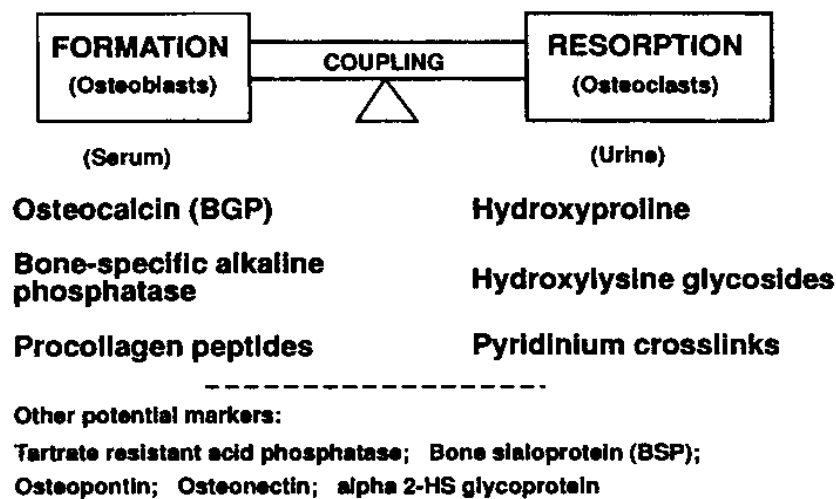 FORMATION
(Osteoblasts)
COUPLING
RESORPTION
(Osteoclasts)
(Serum)
(Urine)
Osteocalcin (BGP)
Hydroxyproline
Bone-specific alkaline
phosphatase
Hydroxylysine glycosides
Procollagen peptides
Pyridinium crosslinks
Other potential markers:
Tartrate resistant acid phosphatase; Bone sialoprotein (BSP);
Osteopontin; Osteonectin; alpha 2-HS glycoprotein